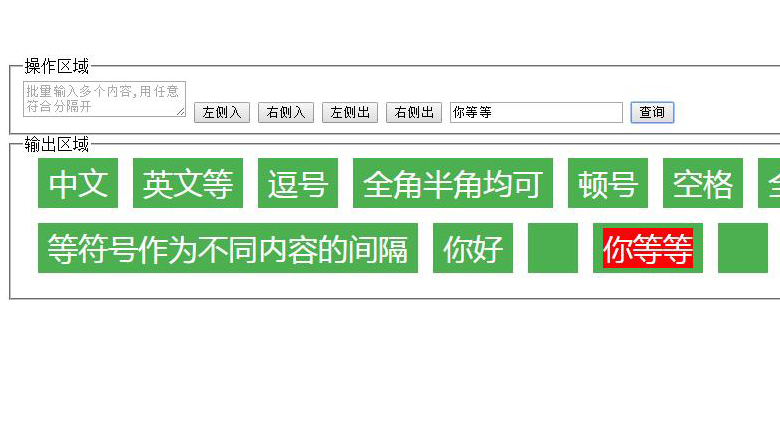 操作区域
批量输入多个内容,用任意
符合分隔开
左侧入 右侧入 左侧出 右侧出 你等等 查询
输出区域
中文 英文等 逗号 全角半角均可 顿号 空格
等符号作为不同内容的间隔 你好 你等等